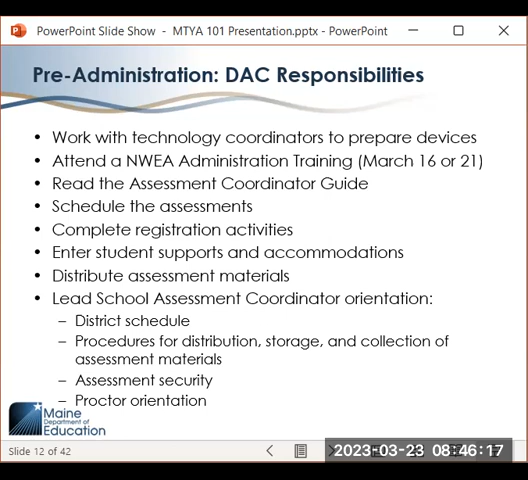 PowerPoint Slide Show - MTYA 101 Presentation.pptx - PowerPoint
Pre-Administration: DAC Responsibilities
• Work with technology coordinators to prepare devices
• Attend a NWEA Administration Training (March 16 or 21)
• Read the Assessment Coordinator Guide
• Schedule the assessments
• Complete registration activities
• Enter student supports and accommodations
• Distribute assessment materials
• Lead School Assessment Coordinator orientation:
– District schedule
– Procedures for distribution, storage, and collection of
assessment materials
– Assessment security
– Proctor orientation
Maine
Department of
Education
Slide 12 of 42
2023-03-23 08:46:17